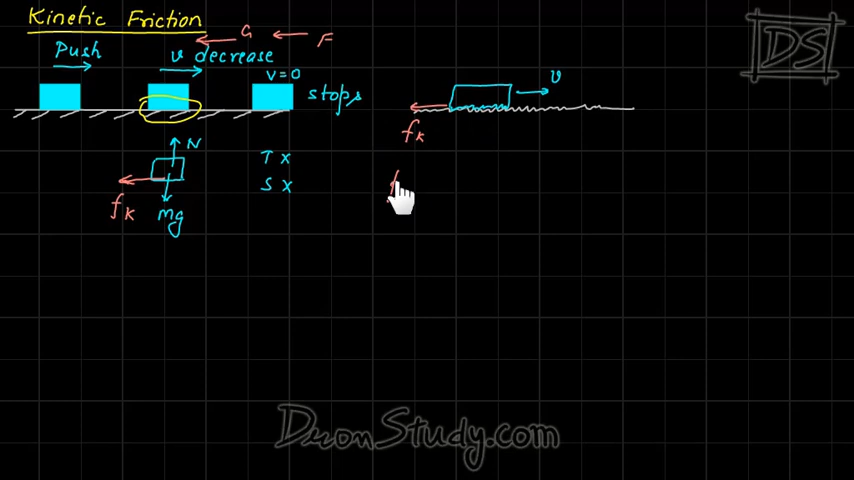 Kinetic Friction
a
F
Push
v decrease
v=0
stops
v
fk
N
T x
S x
fk
mg
f
DS
DronStudy.com